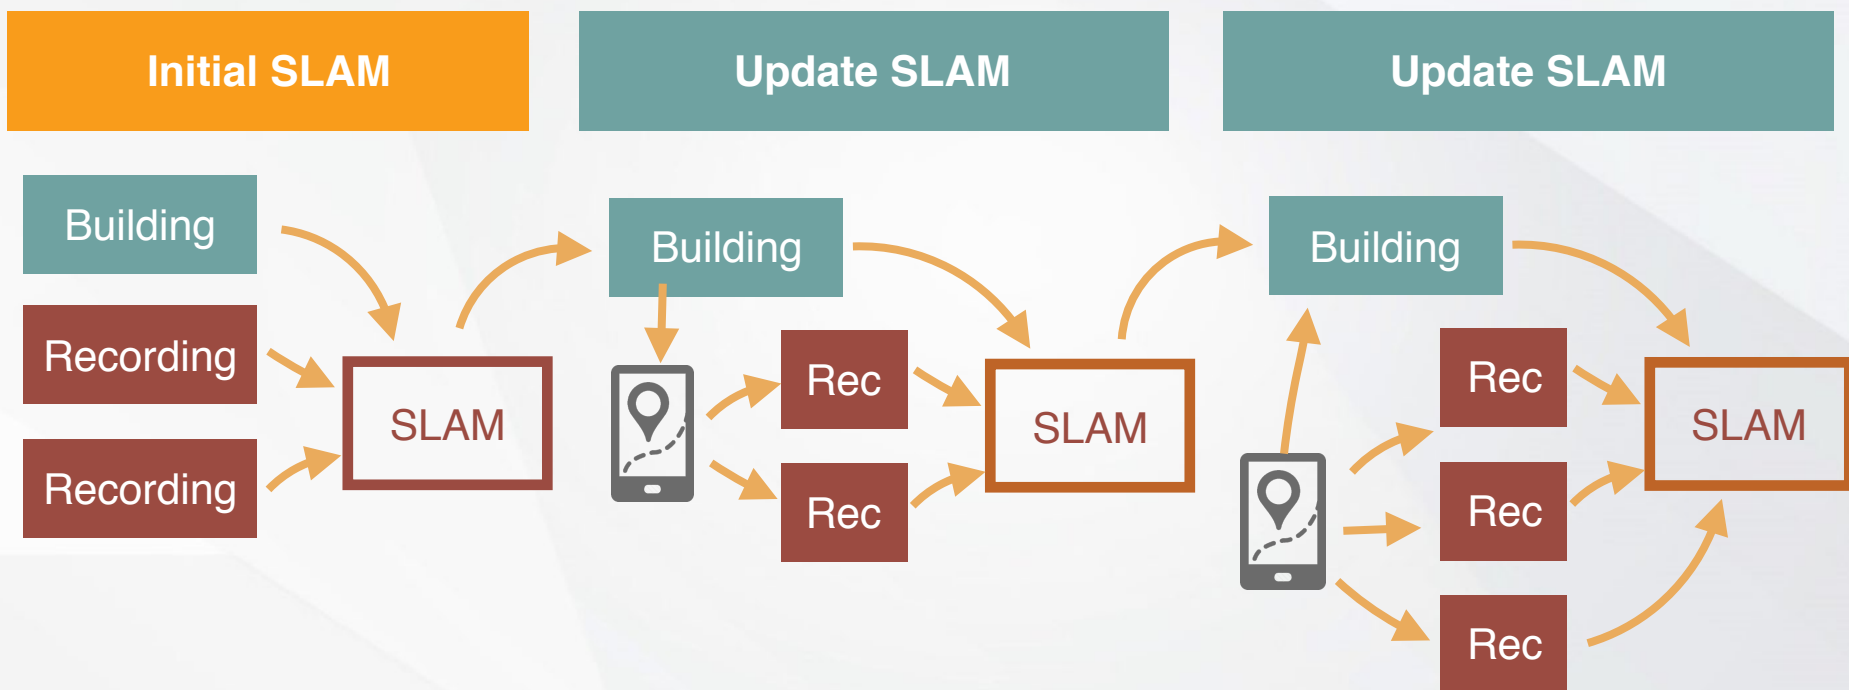 Initial SLAM
Update SLAM
Update SLAM
Building
Recording
Recording
SLAM
Building
Rec
Rec
SLAM
Building
Rec
Rec
Rec
SLAM